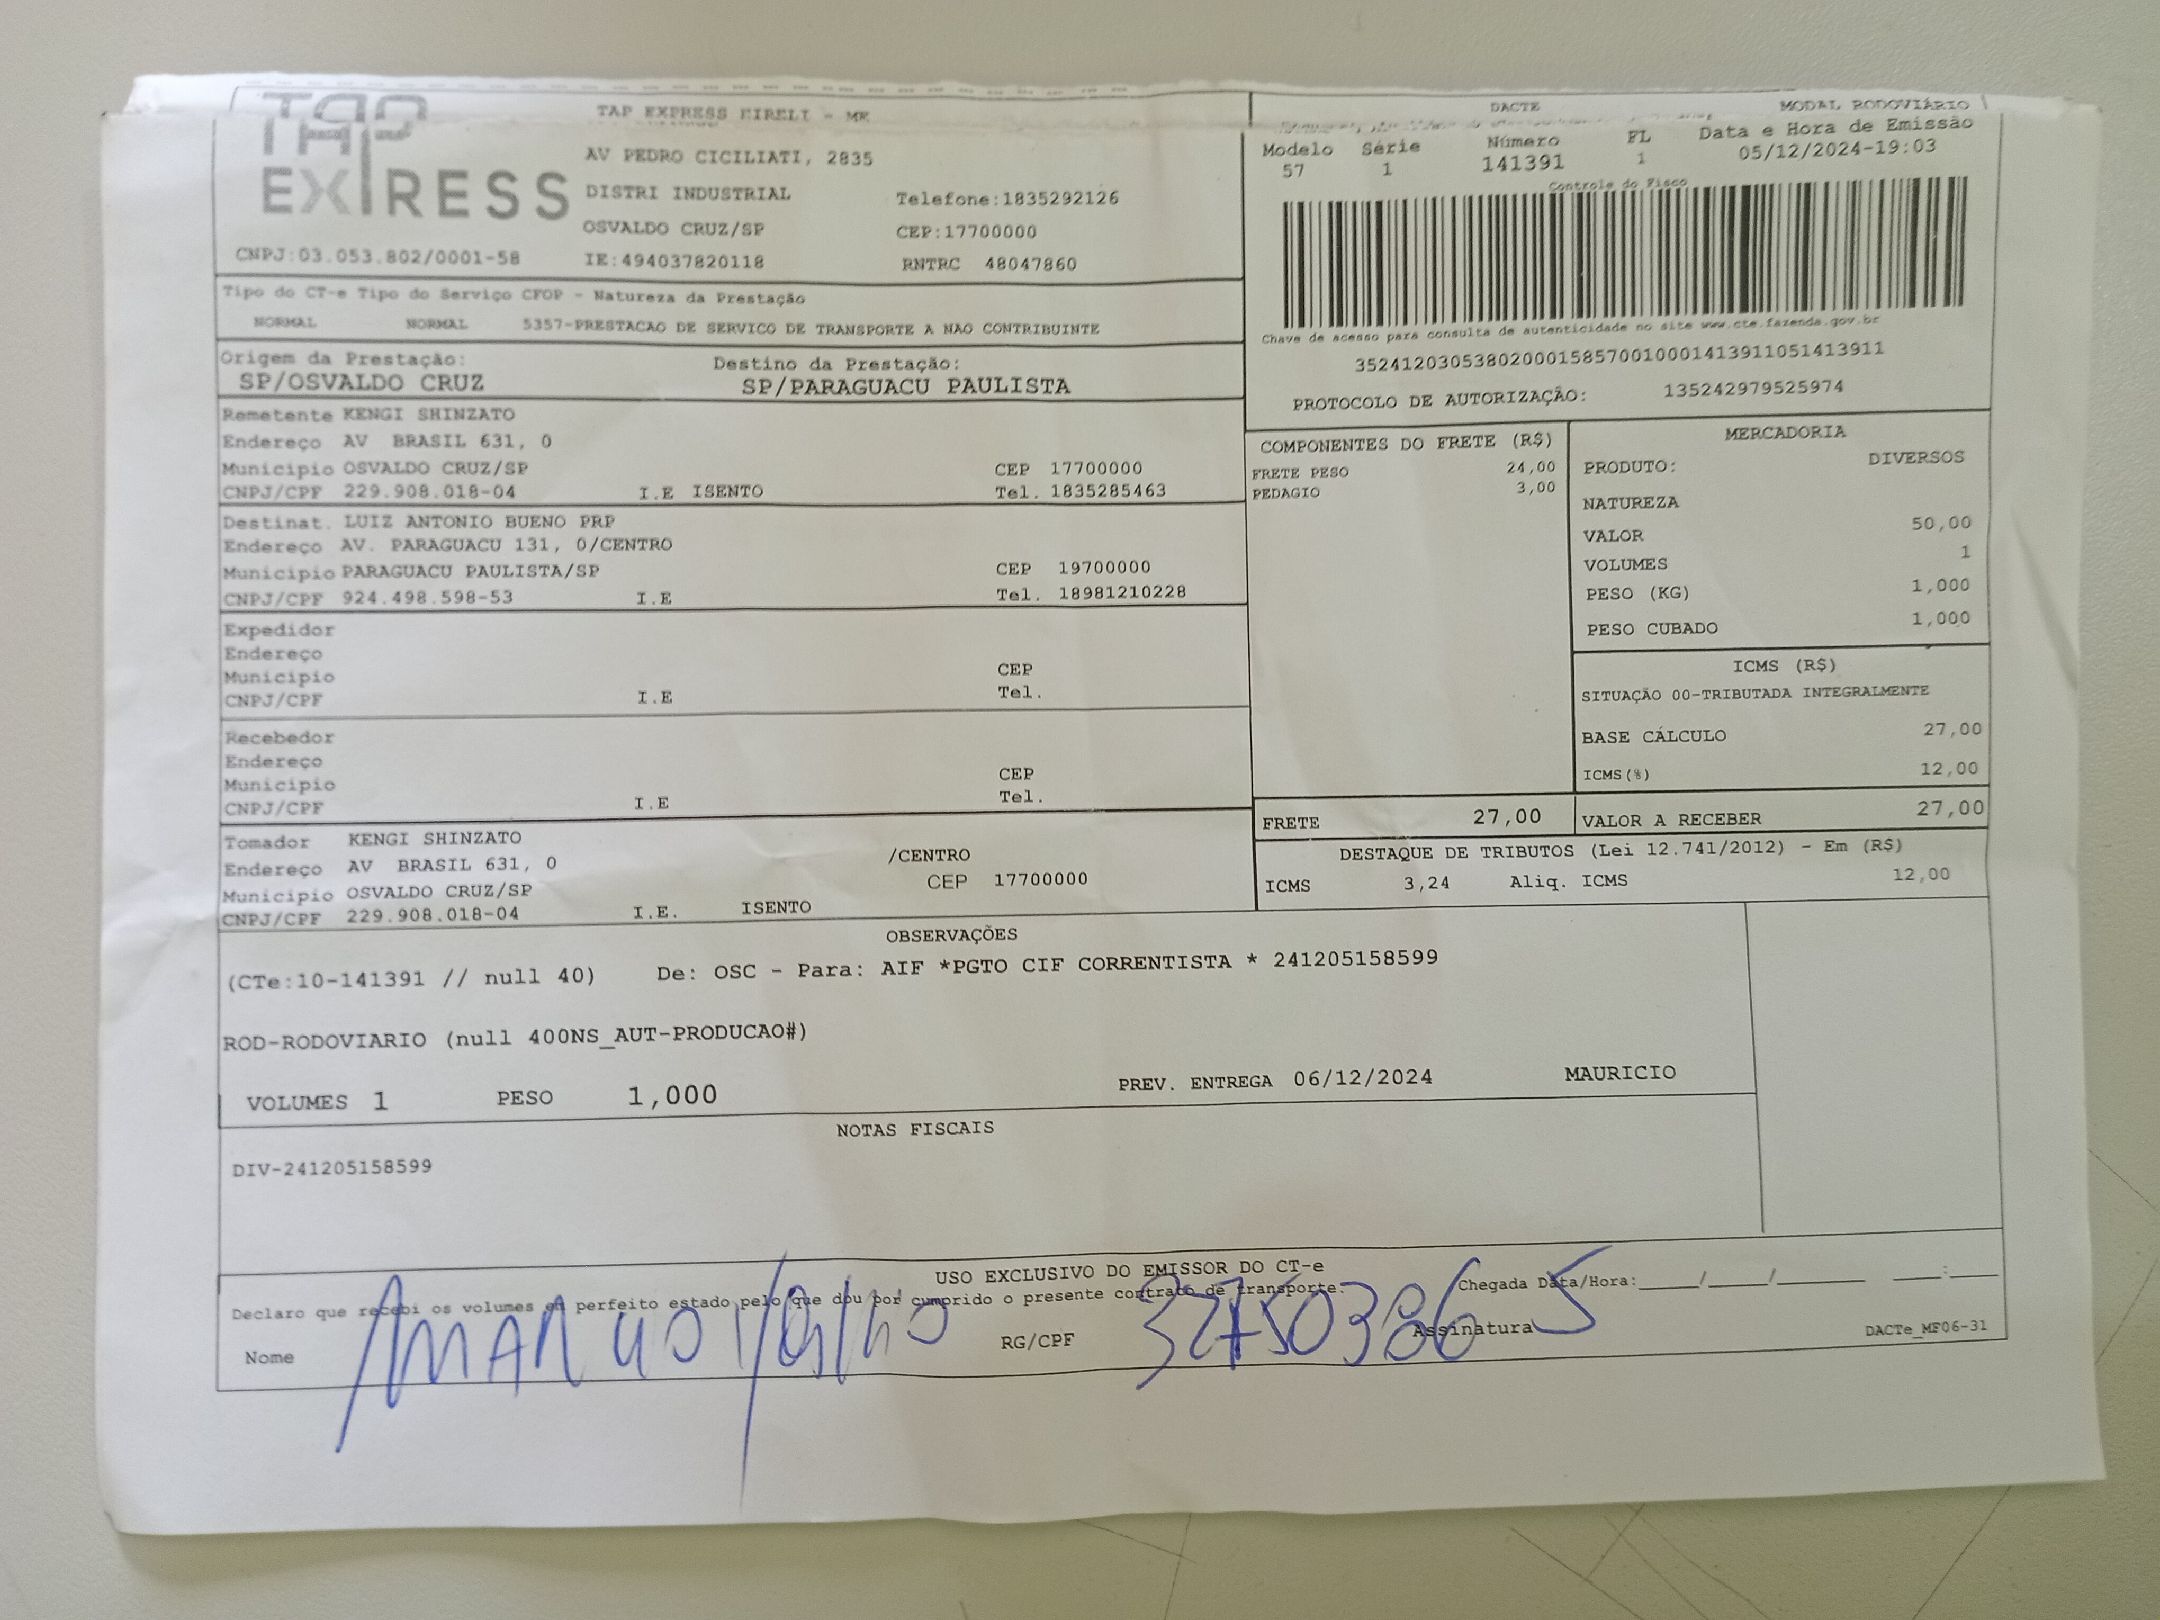 TAP EXPRESS
TAP EXPRESS EIRELI - ME
AV PEDRO CICILIATI, 2835
DISTRI INDUSTRIAL Telefone:1835292126
OSVALDO CRUZ/SP CEP:17700000
CNPJ:03.053.802/0001-58 IE:494037820118 RNTRC 48047860
DACTE MODAL RODOVIÁRIO
Modelo Série Número FL Data e Hora de Emissão
57 1 141391 1 05/12/2024-19:03
Controle do Fisco
Chave de acesso para consulta de autenticidade no site www.cte.fazenda.gov.br
35241203053802000158570010001413911051413911
PROTOCOLO DE AUTORIZAÇÃO: 135242979525974
Tipo do CT-e Tipo do Serviço CFOP - Natureza da Prestação
NORMAL NORMAL 5357-PRESTACAO DE SERVICO DE TRANSPORTE A NAO CONTRIBUINTE
Origem da Prestação: Destino da Prestação:
SP/OSVALDO CRUZ SP/PARAGUACU PAULISTA
Remetente KENGI SHINZATO
Endereço AV BRASIL 631, 0
Municipio OSVALDO CRUZ/SP CEP 17700000
CNPJ/CPF 229.908.018-04 I.E ISENTO Tel. 1835285463
Destinat. LUIZ ANTONIO BUENO PRP
Endereço AV. PARAGUACU 131, 0/CENTRO
Municipio PARAGUACU PAULISTA/SP CEP 19700000
CNPJ/CPF 924.498.598-53 I.E Tel. 18981210228
Expedidor
Endereço
Municipio CEP
CNPJ/CPF I.E Tel.
Recebedor
Endereço
Municipio CEP
CNPJ/CPF I.E Tel.
Tomador KENGI SHINZATO
Endereço AV BRASIL 631, 0 /CENTRO
Municipio OSVALDO CRUZ/SP CEP 17700000
CNPJ/CPF 229.908.018-04 I.E. ISENTO
COMPONENTES DO FRETE (R$)
FRETE PESO 24,00
PEDAGIO 3,00
MERCADORIA
PRODUTO: DIVERSOS
NATUREZA
VALOR 50,00
VOLUMES 1
PESO (KG) 1,000
PESO CUBADO 1,000
ICMS (R$)
SITUAÇÃO 00-TRIBUTADA INTEGRALMENTE
BASE CÁLCULO 27,00
ICMS(%) 12,00
FRETE 27,00 VALOR A RECEBER 27,00
DESTAQUE DE TRIBUTOS (Lei 12.741/2012) - Em (R$)
ICMS 3,24 Aliq. ICMS 12,00
OBSERVAÇÕES
(CTe:10-141391 // null 40) De: OSC - Para: AIF *PGTO CIF CORRENTISTA * 241205158599
ROD-RODOVIARIO (null 400NS_AUT-PRODUCAO#)
VOLUMES 1 PESO 1,000 PREV. ENTREGA 06/12/2024 MAURICIO
NOTAS FISCAIS
DIV-241205158599
USO EXCLUSIVO DO EMISSOR DO CT-e
Declaro que recebi os volumes em perfeito estado pelo que dou por cumprido o presente contrato de transporte. Chegada Data/Hora:____/____/______ ___:___
Nome RG/CPF 327503865 Assinatura DACTe_MF06-31